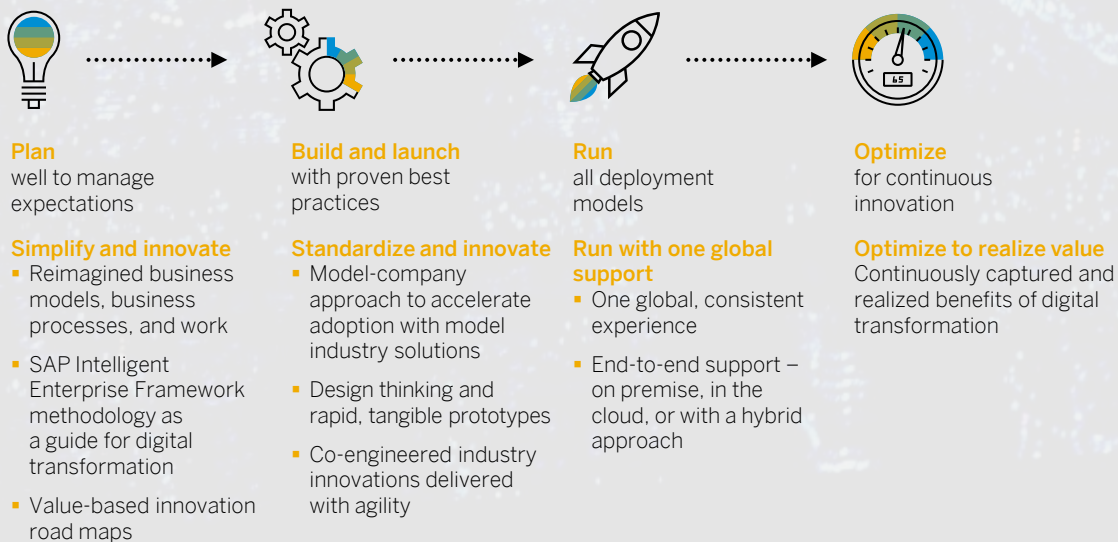 65
Plan
well to manage
expectations
Simplify and innovate
▪ Reimagined business
models, business
processes, and work
▪ SAP Intelligent
Enterprise Framework
methodology as
a guide for digital
transformation
▪ Value-based innovation
road maps
Build and launch
with proven best
practices
Standardize and innovate
▪ Model-company
approach to accelerate
adoption with model
industry solutions
▪ Design thinking and
rapid, tangible prototypes
▪ Co-engineered industry
innovations delivered
with agility
Run
all deployment
models
Run with one global
support
▪ One global, consistent
experience
▪ End-to-end support –
on premise, in the
cloud, or with a hybrid
approach
Optimize
for continuous
innovation
Optimize to realize value
Continuously captured and
realized benefits of digital
transformation